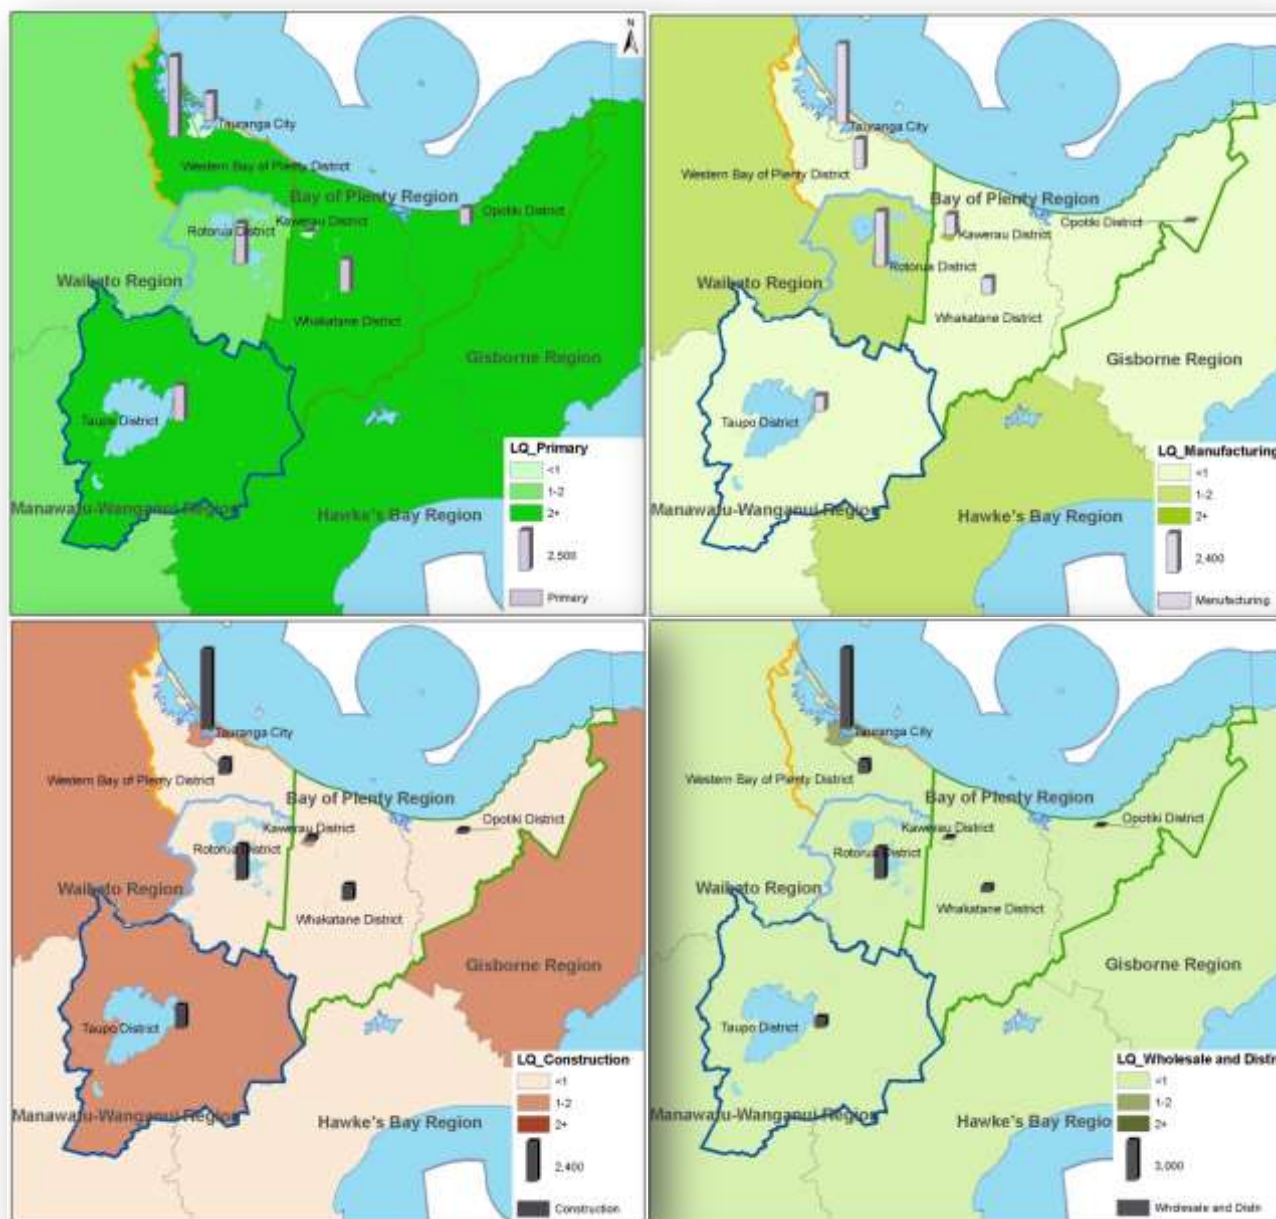 N
Tauranga City
Western Bay of Plenty District
Bay of Plenty Region
Opotiki District
Kawerau District
Rotorua District
Waikato Region
Whakatane District
Gisborne Region
Taupo District
Manawatu-Wanganui Region
Hawke's Bay Region
LQ_Primary
<1
1-2
2+
2,500
Primary
Tauranga City
Western Bay of Plenty District
Bay of Plenty Region
Opotiki District
Kawerau District
Rotorua District
Waikato Region
Whakatane District
Gisborne Region
Taupo District
Manawatu-Wanganui Region
Hawke's Bay Region
LQ_Manufacturing
<1
1-2
2+
2,400
Manufacturing
Tauranga City
Western Bay of Plenty District
Bay of Plenty Region
Opotiki District
Kawerau District
Rotorua District
Waikato Region
Whakatane District
Gisborne Region
Taupo District
Manawatu-Wanganui Region
Hawke's Bay Region
LQ_Construction
<1
1-2
2+
2,400
Construction
Tauranga City
Western Bay of Plenty District
Bay of Plenty Region
Opotiki District
Kawerau District
Rotorua District
Waikato Region
Whakatane District
Gisborne Region
Taupo District
Manawatu-Wanganui Region
Hawke's Bay Regio
LQ_Wholesale and Distri
<1
1-2
2+
3,000
Wholesale and Distri